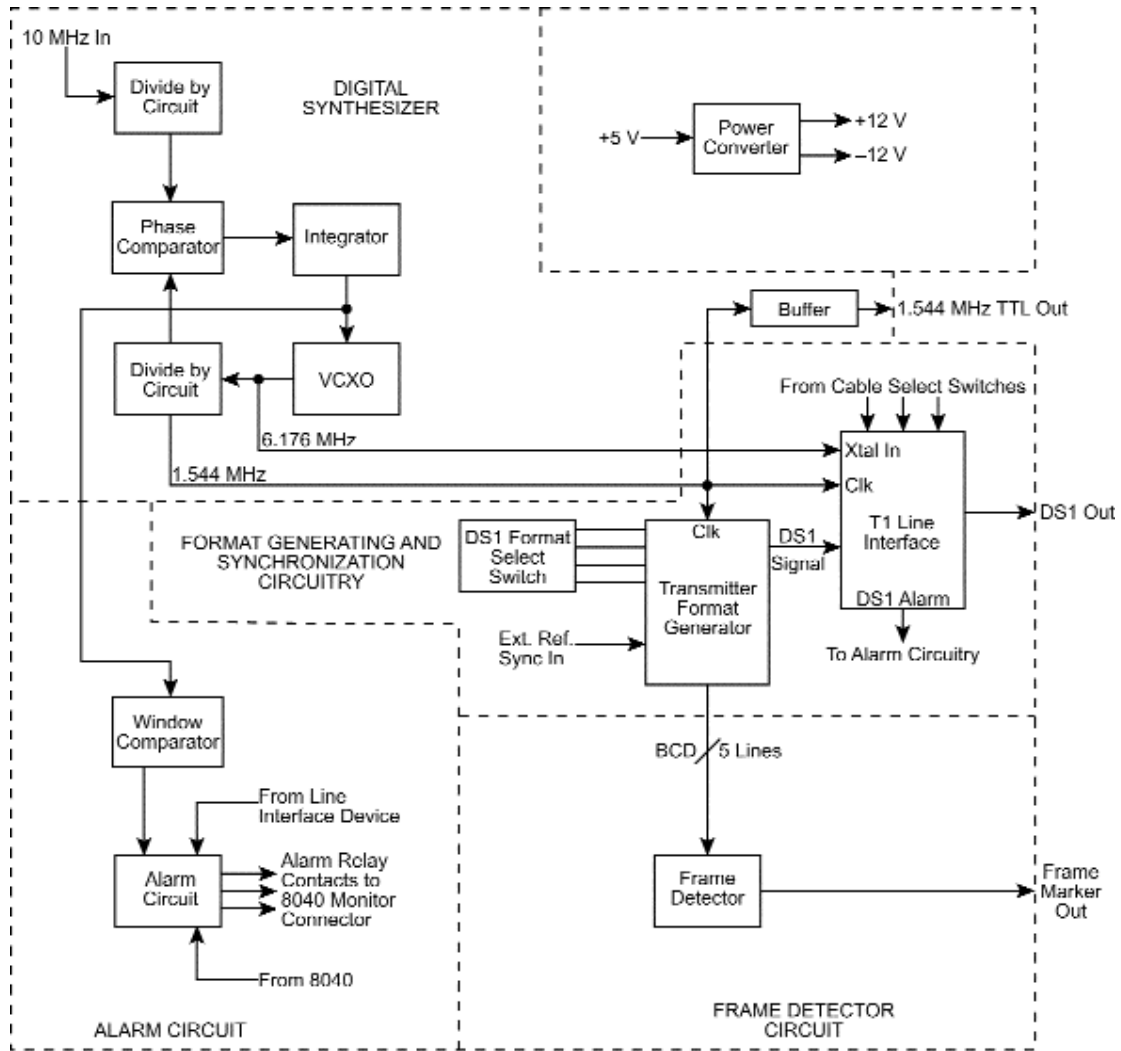 10 MHz In
Divide by
Circuit
DIGITAL
SYNTHESIZER
+5 V
Power
Converter
+12 V
–12 V
Phase
Comparator
Integrator
Buffer
1.544 MHz TTL Out
Divide by
Circuit
VCXO
From Cable Select Switches
6.176 MHz
Xtal In
1.544 MHz
Clk
T1 Line
Interface
DS1 Out
FORMAT GENERATING AND
SYNCHRONIZATION
CIRCUITRY
DS1 Format
Select
Switch
Clk
DS1
Signal
Transmitter
Format
Generator
DS1 Alarm
Ext. Ref.
Sync In
To Alarm Circuitry
Window
Comparator
BCD
5 Lines
From Line
Interface Device
Alarm
Circuit
Alarm Relay
Contacts to
8040 Monitor
Connector
Frame
Detector
Frame
Marker
Out
From 8040
ALARM CIRCUIT
FRAME DETECTOR
CIRCUIT